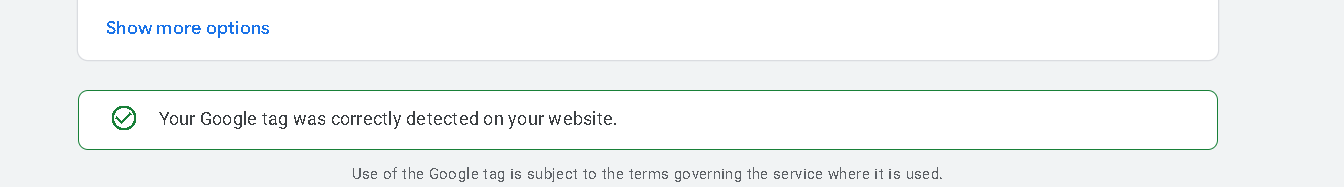 Show more options
Your Google tag was correctly detected on your website.
Use of the Google tag is subject to the terms governing the service where it is used.